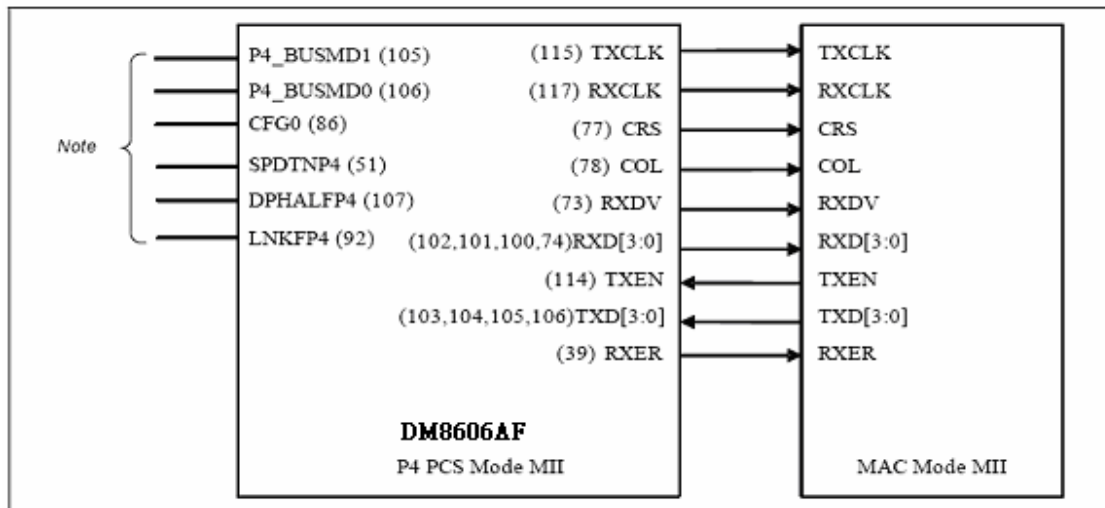 Note
P4_BUSMD1 (105)
P4_BUSMD0 (106)
CFG0 (86)
SPDTNP4 (51)
DPHALFP4 (107)
LNKFP4 (92)
(115) TXCLK
(117) RXCLK
(77) CRS
(78) COL
(73) RXDV
(102,101,100,74)RXD[3:0]
(114) TXEN
(103,104,105,106)TXD[3:0]
(39) RXER
DM8606AF
P4 PCS Mode MII
TXCLK
RXCLK
CRS
COL
RXDV
RXD[3:0]
TXEN
TXD[3:0]
RXER
MAC Mode MII